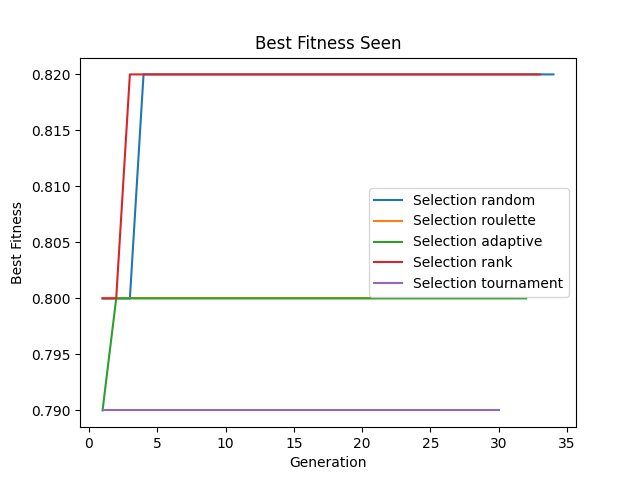 Best Fitness Seen
Best Fitness
0.820
0.815
0.810
0.805
0.800
0.795
0.790
Selection random
Selection roulette
Selection adaptive
Selection rank
Selection tournament
0 5 10 15 20 25 30 35
Generation